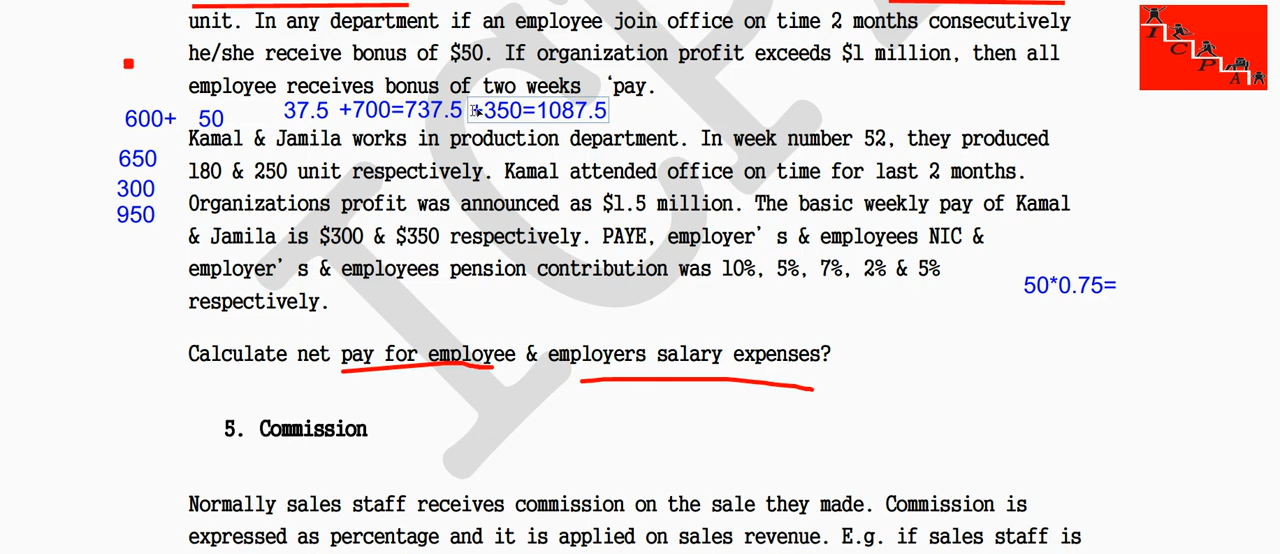 unit. In any department if an employee join office on time 2 months consecutively
he/she receive bonus of $50. If organization profit exceeds $1 million, then all
employee receives bonus of two weeks ‘pay.
600+ 50 37.5 +700=737.5 +350=1087.5
Kamal & Jamila works in production department. In week number 52, they produced
650
180 & 250 unit respectively. Kamal attended office on time for last 2 months.
300
Organizations profit was announced as $1.5 million. The basic weekly pay of Kamal
950
& Jamila is $300 & $350 respectively. PAYE, employer’ s & employees NIC &
employer’ s & employees pension contribution was 10%, 5%, 7%, 2% & 5%
50*0.75=
respectively.
Calculate net pay for employee & employers salary expenses?
5. Commission
Normally sales staff receives commission on the sale they made. Commission is
expressed as percentage and it is applied on sales revenue. E.g. if sales staff is
I C P A